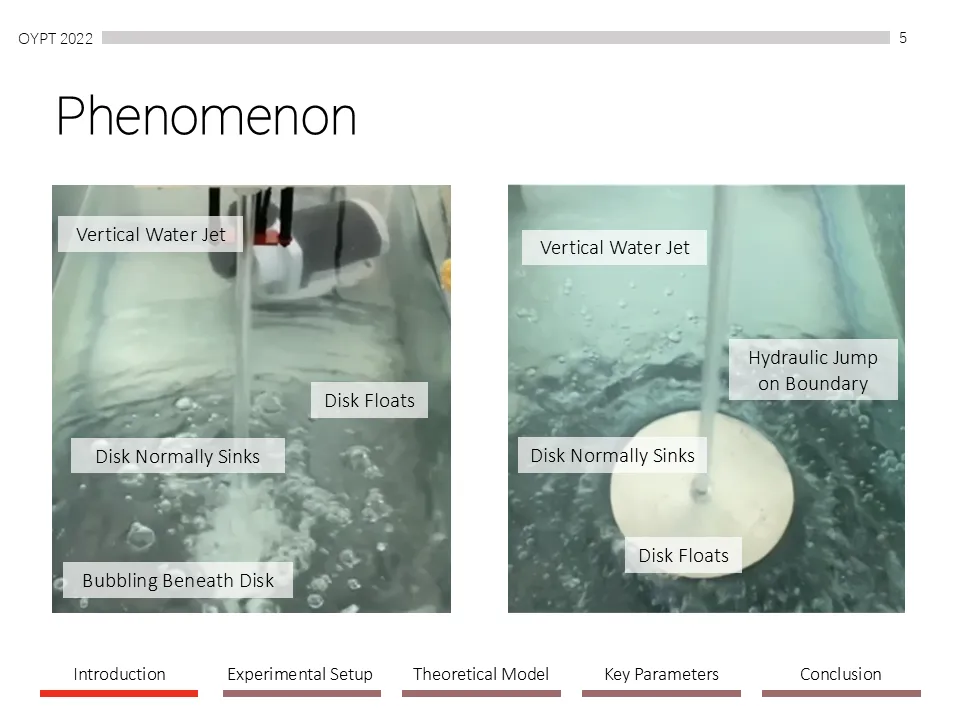 OYPT 2022
5
Phenomenon
Vertical Water Jet
Disk Floats
Disk Normally Sinks
Bubbling Beneath Disk
Vertical Water Jet
Hydraulic Jump
on Boundary
Disk Normally Sinks
Disk Floats
Introduction
Experimental Setup
Theoretical Model
Key Parameters
Conclusion